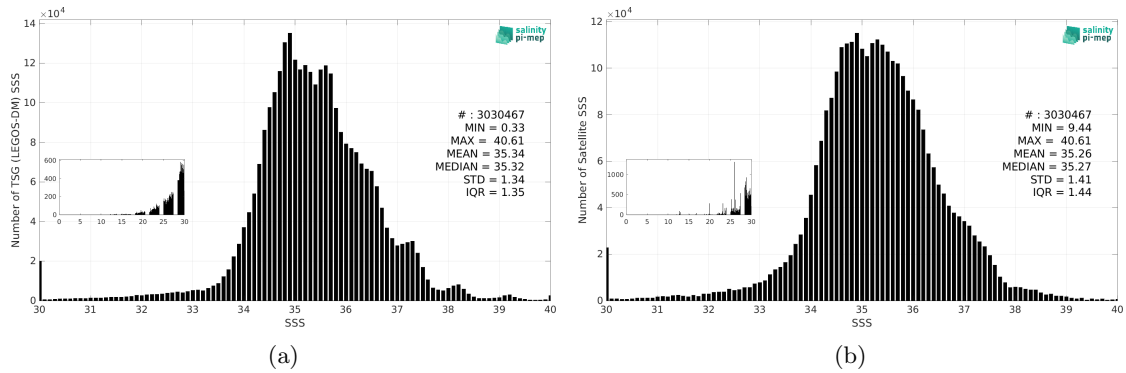 ×10⁴
14
12
10
8
6
4
2
0
Number of TSG (LEGOS-DM) SSS
salinity
pi-mep
# : 3030467
MIN = 0.33
MAX = 40.61
MEAN = 35.34
MEDIAN = 35.32
STD = 1.34
IQR = 1.35
600
400
200
0
0 5 10 15 20 25 30
30 31 32 33 34 35 36 37 38 39 40
SSS
(a)
×10⁴
12
10
8
6
4
2
0
Number of Satellite SSS
salinity
pi-mep
# : 3030467
MIN = 9.44
MAX = 40.61
MEAN = 35.26
MEDIAN = 35.27
STD = 1.41
IQR = 1.44
1000
500
0
0 5 10 15 20 25 30
30 31 32 33 34 35 36 37 38 39 40
SSS
(b)